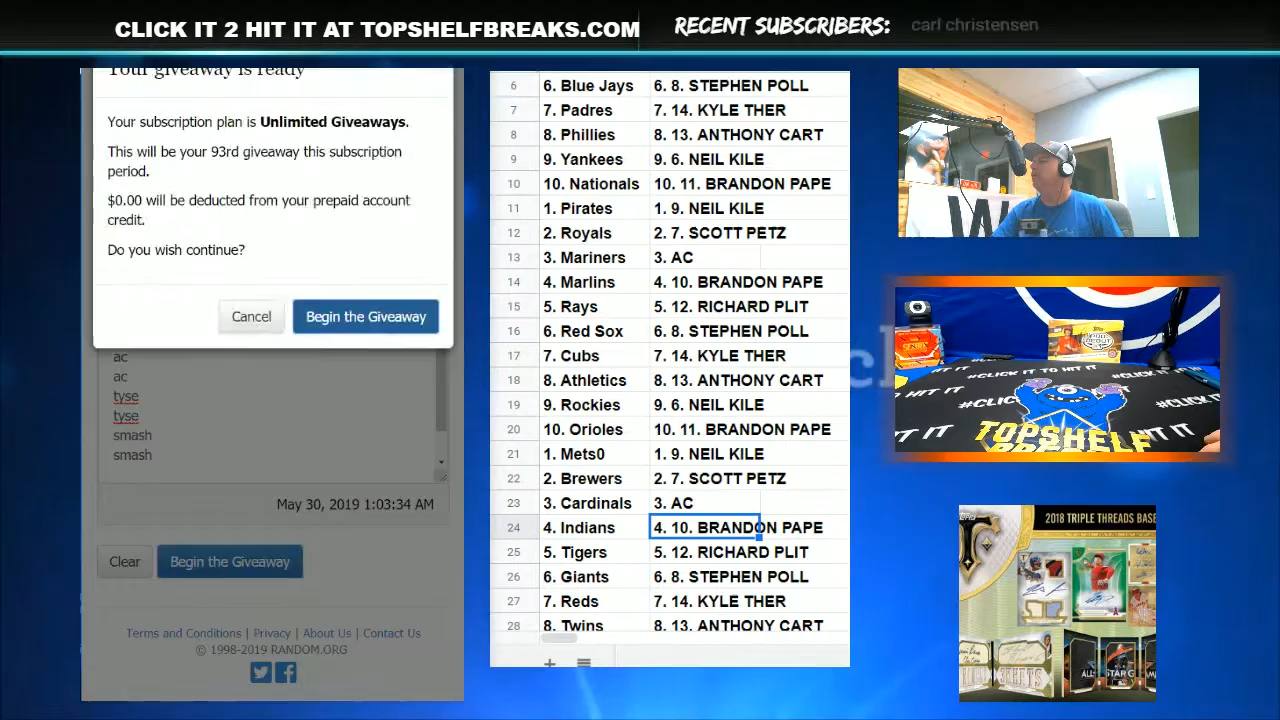 CLICK IT 2 HIT IT AT TOPSHELFBREAKS.COM
RECENT SUBSCRIBERS:
carl christensen
Your giveaway is ready
Your subscription plan is Unlimited Giveaways.
This will be your 93rd giveaway this subscription
period.
$0.00 will be deducted from your prepaid account
credit.
Do you wish continue?
Cancel
Begin the Giveaway
ac
ac
tyse
tyse
smash
smash
May 30, 2019 1:03:34 AM
Clear
Begin the Giveaway
Terms and Conditions | Privacy | About Us | Contact Us
© 1998-2019 RANDOM.ORG
6 6. Blue Jays 6. 8. STEPHEN POLL
7 7. Padres 7. 14. KYLE THER
8 8. Phillies 8. 13. ANTHONY CART
9 9. Yankees 9. 6. NEIL KILE
10 10. Nationals 10. 11. BRANDON PAPE
11 1. Pirates 1. 9. NEIL KILE
12 2. Royals 2. 7. SCOTT PETZ
13 3. Mariners 3. AC
14 4. Marlins 4. 10. BRANDON PAPE
15 5. Rays 5. 12. RICHARD PLIT
16 6. Red Sox 6. 8. STEPHEN POLL
17 7. Cubs 7. 14. KYLE THER
18 8. Athletics 8. 13. ANTHONY CART
19 9. Rockies 9. 6. NEIL KILE
20 10. Orioles 10. 11. BRANDON PAPE
21 1. Mets0 1. 9. NEIL KILE
22 2. Brewers 2. 7. SCOTT PETZ
23 3. Cardinals 3. AC
24 4. Indians 4. 10. BRANDON PAPE
25 5. Tigers 5. 12. RICHARD PLIT
26 6. Giants 6. 8. STEPHEN POLL
27 7. Reds 7. 14. KYLE THER
28 8. Twins 8. 13. ANTHONY CART
W
#CLICK IT TO HIT IT
#CLICK
HIT IT
TOPSHELF
2018 TRIPLE THREADS BASE